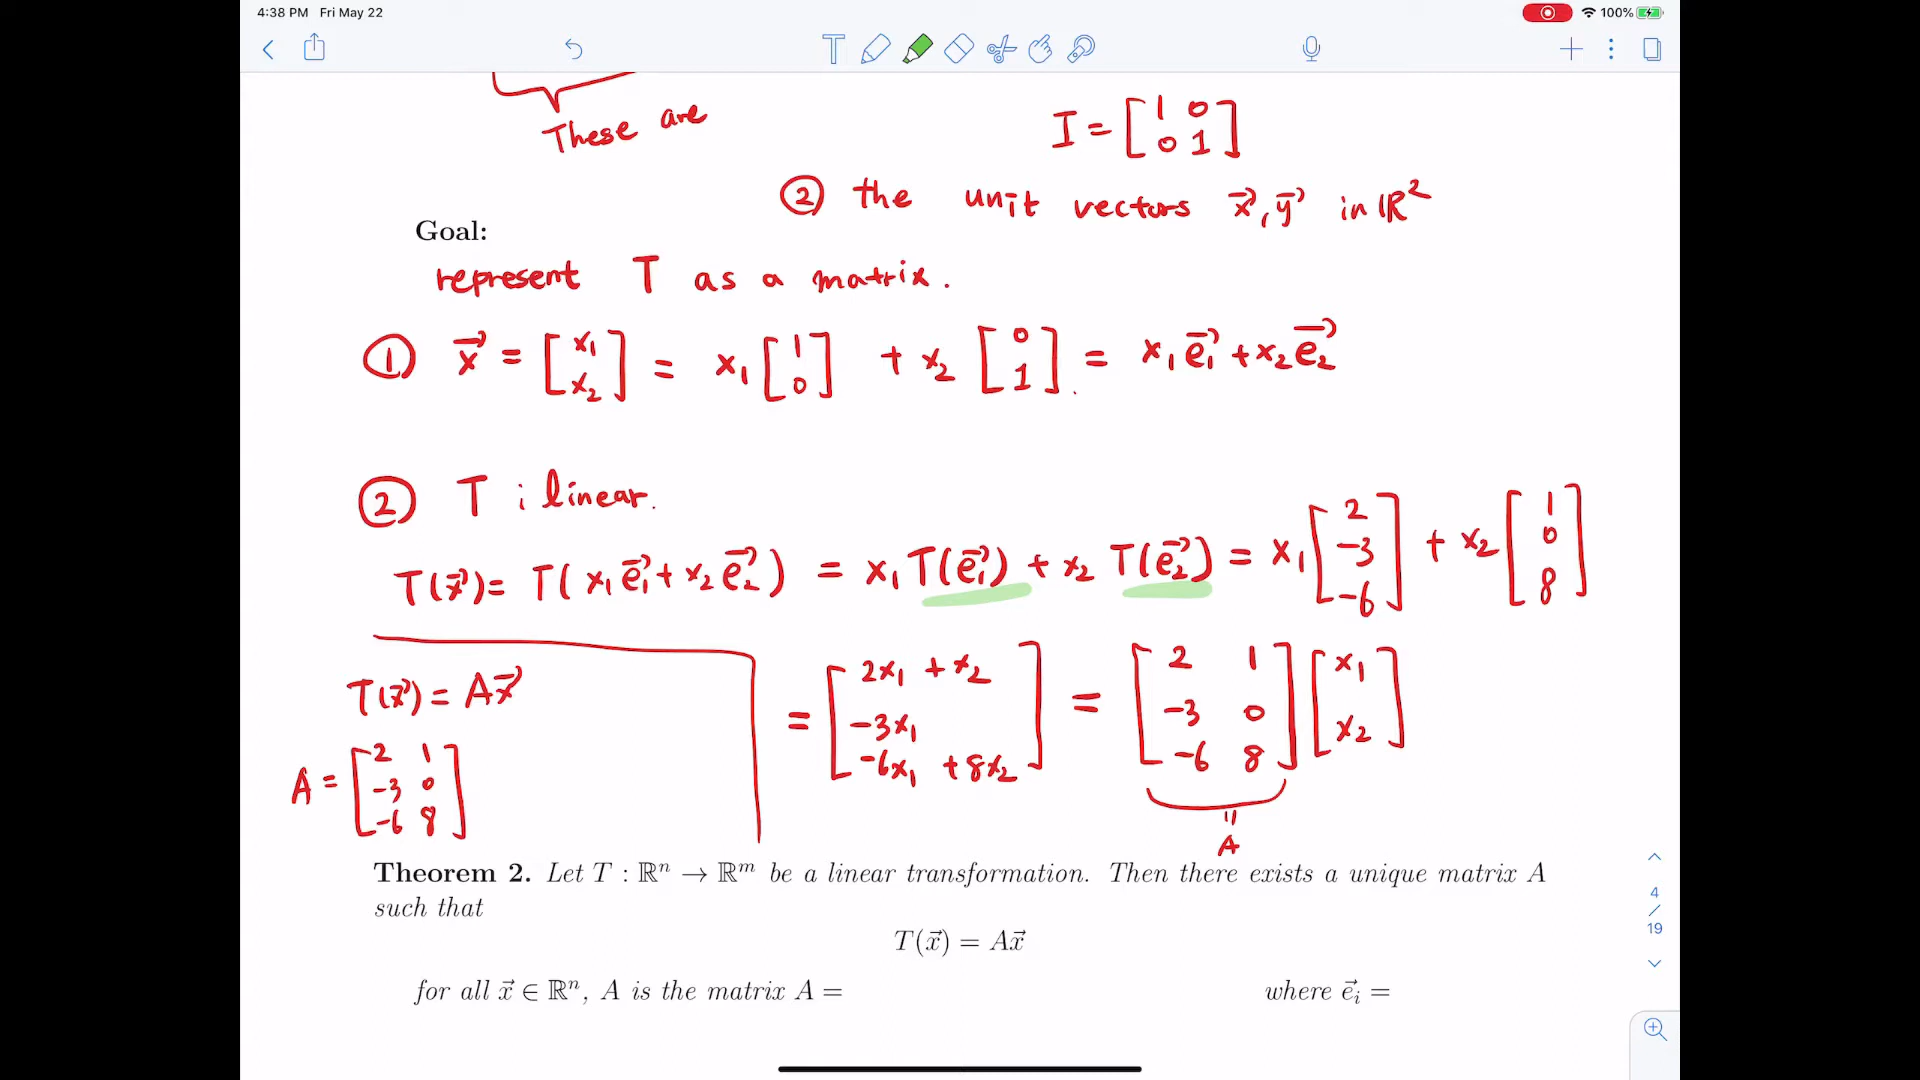 4:38 PM Fri May 22
100%
These are
I = [1 0; 0 1]
② the unit vectors x⃗, y⃗ in ℝ²
Goal:
represent T as a matrix.
① x⃗ = [x₁; x₂] = x₁ [1; 0] + x₂ [0; 1] = x₁e⃗₁ + x₂e⃗₂
② T ; linear.
T(x⃗) = T(x₁e⃗₁ + x₂e⃗₂) = x₁T(e⃗₁) + x₂T(e⃗₂) = x₁ [2; -3; -6] + x₂ [1; 0; 8]
= [2x₁ + x₂; -3x₁; -6x₁ + 8x₂] = [2 1; -3 0; -6 8] [x₁; x₂]
T(x⃗) = Ax⃗
A = [2 1; -3 0; -6 8]
= A
Theorem 2. Let T : ℝⁿ → ℝᵐ be a linear transformation. Then there exists a unique matrix A
such that
T(x⃗) = Ax⃗
for all x⃗ ∈ ℝⁿ, A is the matrix A = where e⃗ᵢ =
4
/
19